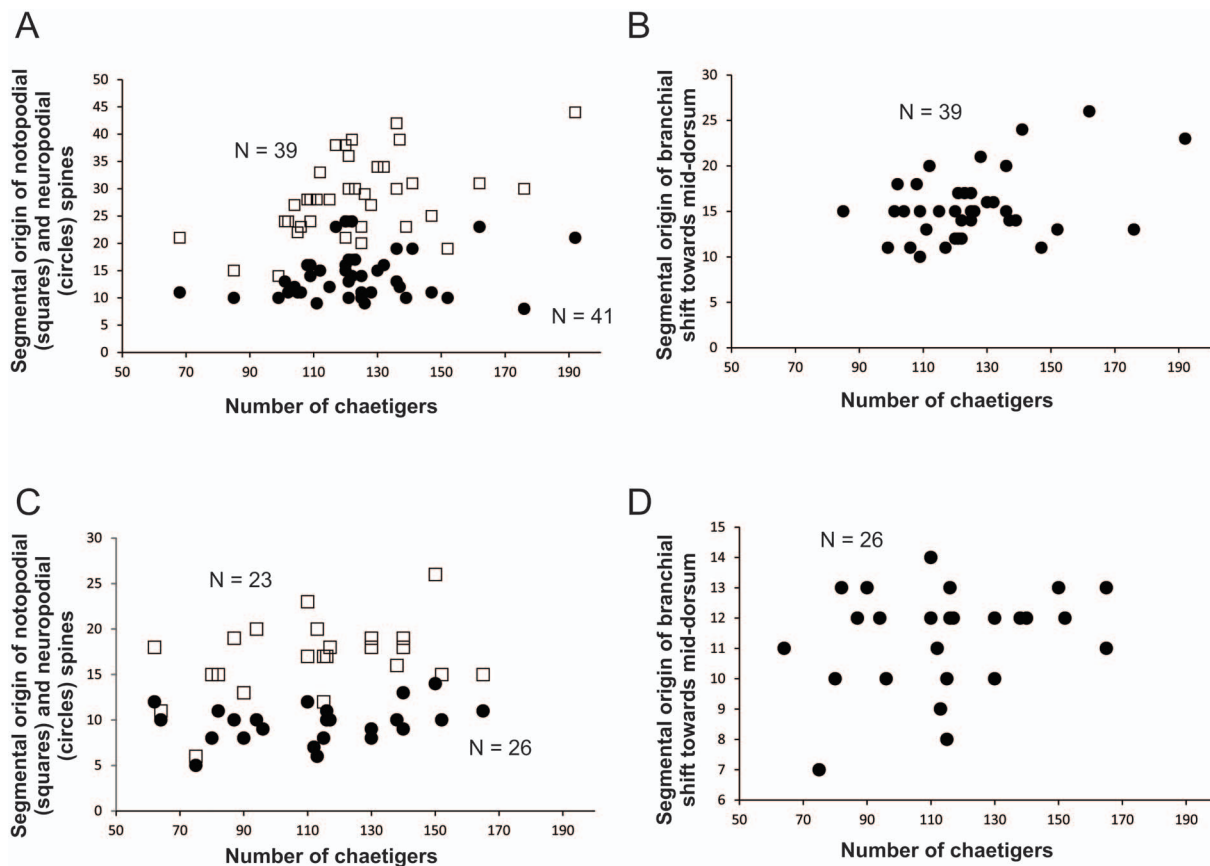 A
Segmental origin of notopodial
(squares) and neuropodial
(circles) spines
50
45
40
35
30
25
20
15
10
5
0
N = 39
N = 41
50 70 90 110 130 150 170 190
Number of chaetigers
B
Segmental origin of branchial
shift towards mid-dorsum
30
25
20
15
10
5
0
N = 39
50 70 90 110 130 150 170 190
Number of chaetigers
C
Segmental origin of notopodial
(squares) and neuropodial
(circles) spines
30
25
20
15
10
5
0
N = 23
N = 26
50 70 90 110 130 150 170 190
Number of chaetigers
D
Segmental origin of branchial
shift towards mid-dorsum
15
14
13
12
11
10
9
8
7
6
N = 26
50 70 90 110 130 150 170 190
Number of chaetigers